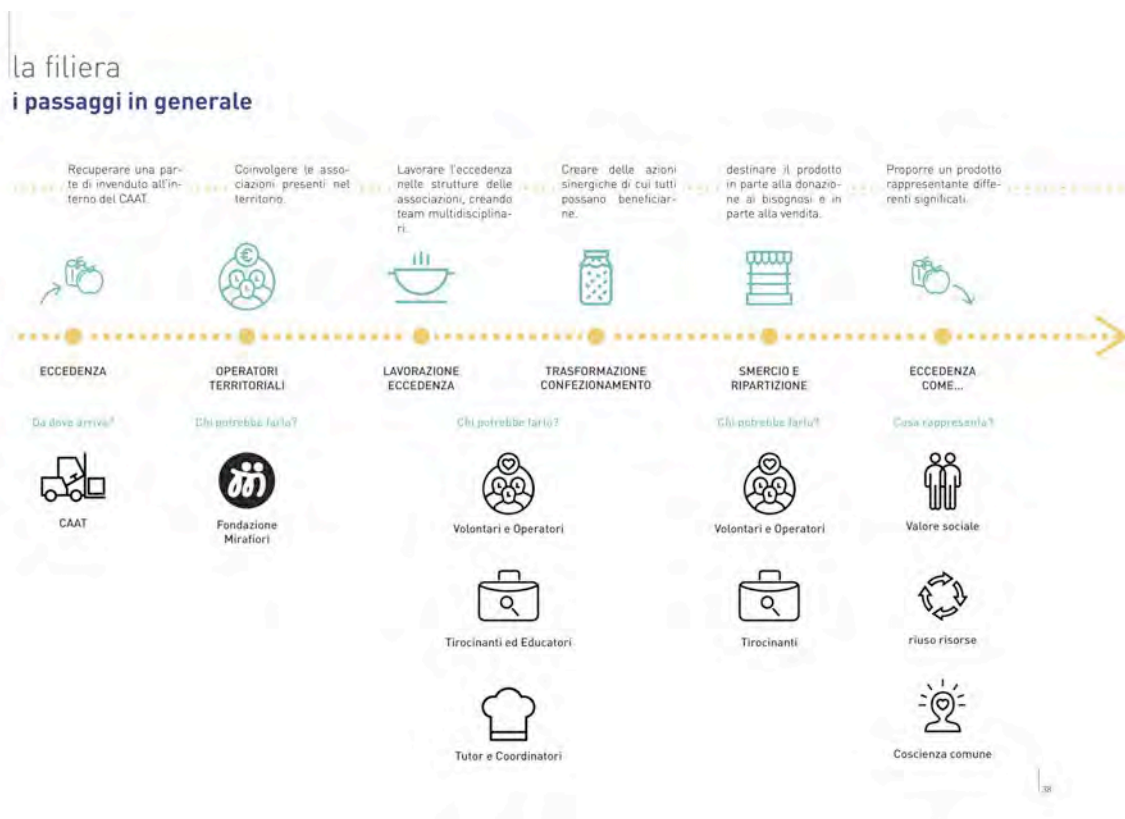 la filiera
i passaggi in generale
Recuperare una par-
te di invenduto all'in-
terno del CAAT.
Coinvolgere le asso-
ciazioni presenti nel
territorio.
Lavorare l'eccedenza
nelle strutture delle
associazioni, creando
team multidisciplina-
ri.
Creare delle azioni
sinergiche di cui tutti
possano beneficiar-
ne.
destinare il prodotto
in parte alla donazio-
ne ai bisognosi e in
parte alla vendita.
Proporre un prodotto
rappresentante diffe-
renti significati.
ECCEDENZA
OPERATORI
TERRITORIALI
LAVORAZIONE
ECCEDENZA
TRASFORMAZIONE
CONFEZIONAMENTO
SMERCIO E
RIPARTIZIONE
ECCEDENZA
COME...
Da dove arriva?
Chi potrebbe farlo?
Chi potrebbe farlo?
Chi potrebbe farlo?
Cosa rappresenta?
CAAT
Fondazione
Mirafiori
Volontari e Operatori
Volontari e Operatori
Valore sociale
Tirocinanti ed Educatori
Tirocinanti
riuso risorse
Tutor e Coordinatori
Coscienza comune
38